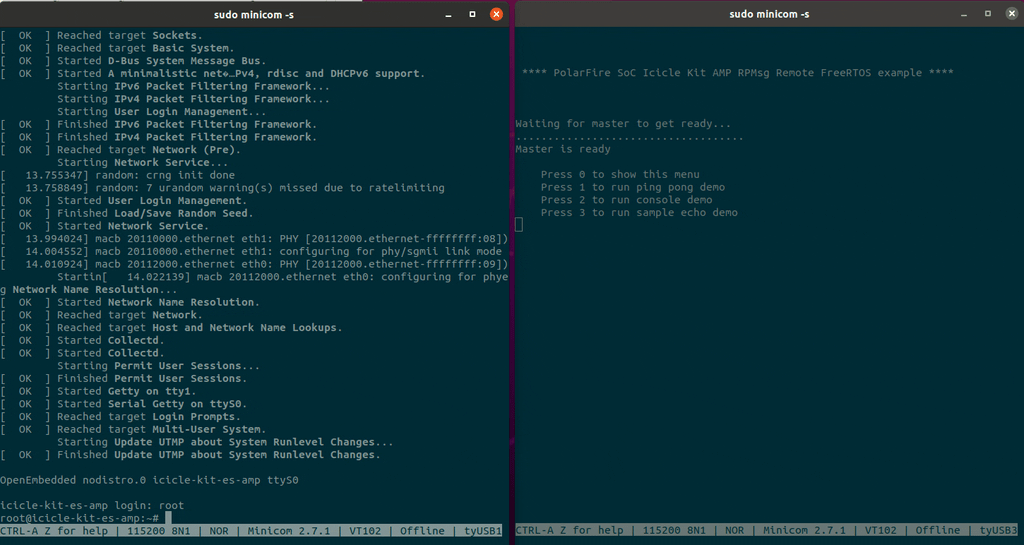 sudo minicom -s
[  OK  ] Reached target Sockets.
[  OK  ] Reached target Basic System.
[  OK  ] Started D-Bus System Message Bus.
[  OK  ] Started A minimalistic net�…Pv4, rdisc and DHCPv6 support.
Starting IPv6 Packet Filtering Framework...
Starting IPv4 Packet Filtering Framework...
Starting User Login Management...
[  OK  ] Finished IPv6 Packet Filtering Framework.
[  OK  ] Finished IPv4 Packet Filtering Framework.
[  OK  ] Reached target Network (Pre).
Starting Network Service...
[   13.755347] random: crng init done
[   13.758849] random: 7 urandom warning(s) missed due to ratelimiting
[  OK  ] Started User Login Management.
[  OK  ] Finished Load/Save Random Seed.
[  OK  ] Started Network Service.
[   13.994024] macb 20110000.ethernet eth1: PHY [20112000.ethernet-ffffffff:08])
[   14.004552] macb 20110000.ethernet eth1: configuring for phy/sgmii link mode
[   14.010924] macb 20112000.ethernet eth0: PHY [20112000.ethernet-ffffffff:09])
Startin[   14.022139] macb 20112000.ethernet eth0: configuring for phye
g Network Name Resolution...
[  OK  ] Started Network Name Resolution.
[  OK  ] Reached target Network.
[  OK  ] Reached target Host and Network Name Lookups.
[  OK  ] Started Collectd.
[  OK  ] Started Collectd.
Starting Permit User Sessions...
[  OK  ] Finished Permit User Sessions.
[  OK  ] Started Getty on tty1.
[  OK  ] Started Serial Getty on ttyS0.
[  OK  ] Reached target Login Prompts.
[  OK  ] Reached target Multi-User System.
Starting Update UTMP about System Runlevel Changes...
[  OK  ] Finished Update UTMP about System Runlevel Changes.
OpenEmbedded nodistro.0 icicle-kit-es-amp ttyS0
icicle-kit-es-amp login: root
root@icicle-kit-es-amp:~#
CTRL-A Z for help | 115200 8N1 | NOR | Minicom 2.7.1 | VT102 | Offline | tyUSB1
sudo minicom -s
**** PolarFire SoC Icicle Kit AMP RPMsg Remote FreeRTOS example ****
Waiting for master to get ready...
....................................
Master is ready
Press 0 to show this menu
Press 1 to run ping pong demo
Press 2 to run console demo
Press 3 to run sample echo demo
CTRL-A Z for help | 115200 8N1 | NOR | Minicom 2.7.1 | VT102 | Offline | tyUSB3